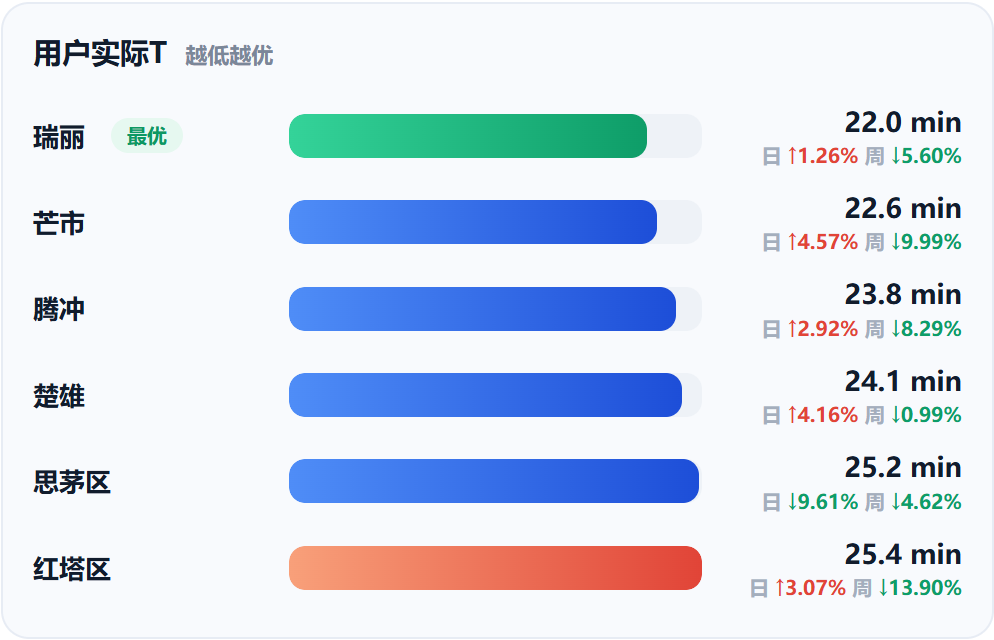 用户实际T 越低越优
瑞丽 最优 22.0 min
日 ↑1.26% 周 ↓5.60%
芒市 22.6 min
日 ↑4.57% 周 ↓9.99%
腾冲 23.8 min
日 ↑2.92% 周 ↓8.29%
楚雄 24.1 min
日 ↑4.16% 周 ↓0.99%
思茅区 25.2 min
日 ↓9.61% 周 ↓4.62%
红塔区 25.4 min
日 ↑3.07% 周 ↓13.90%